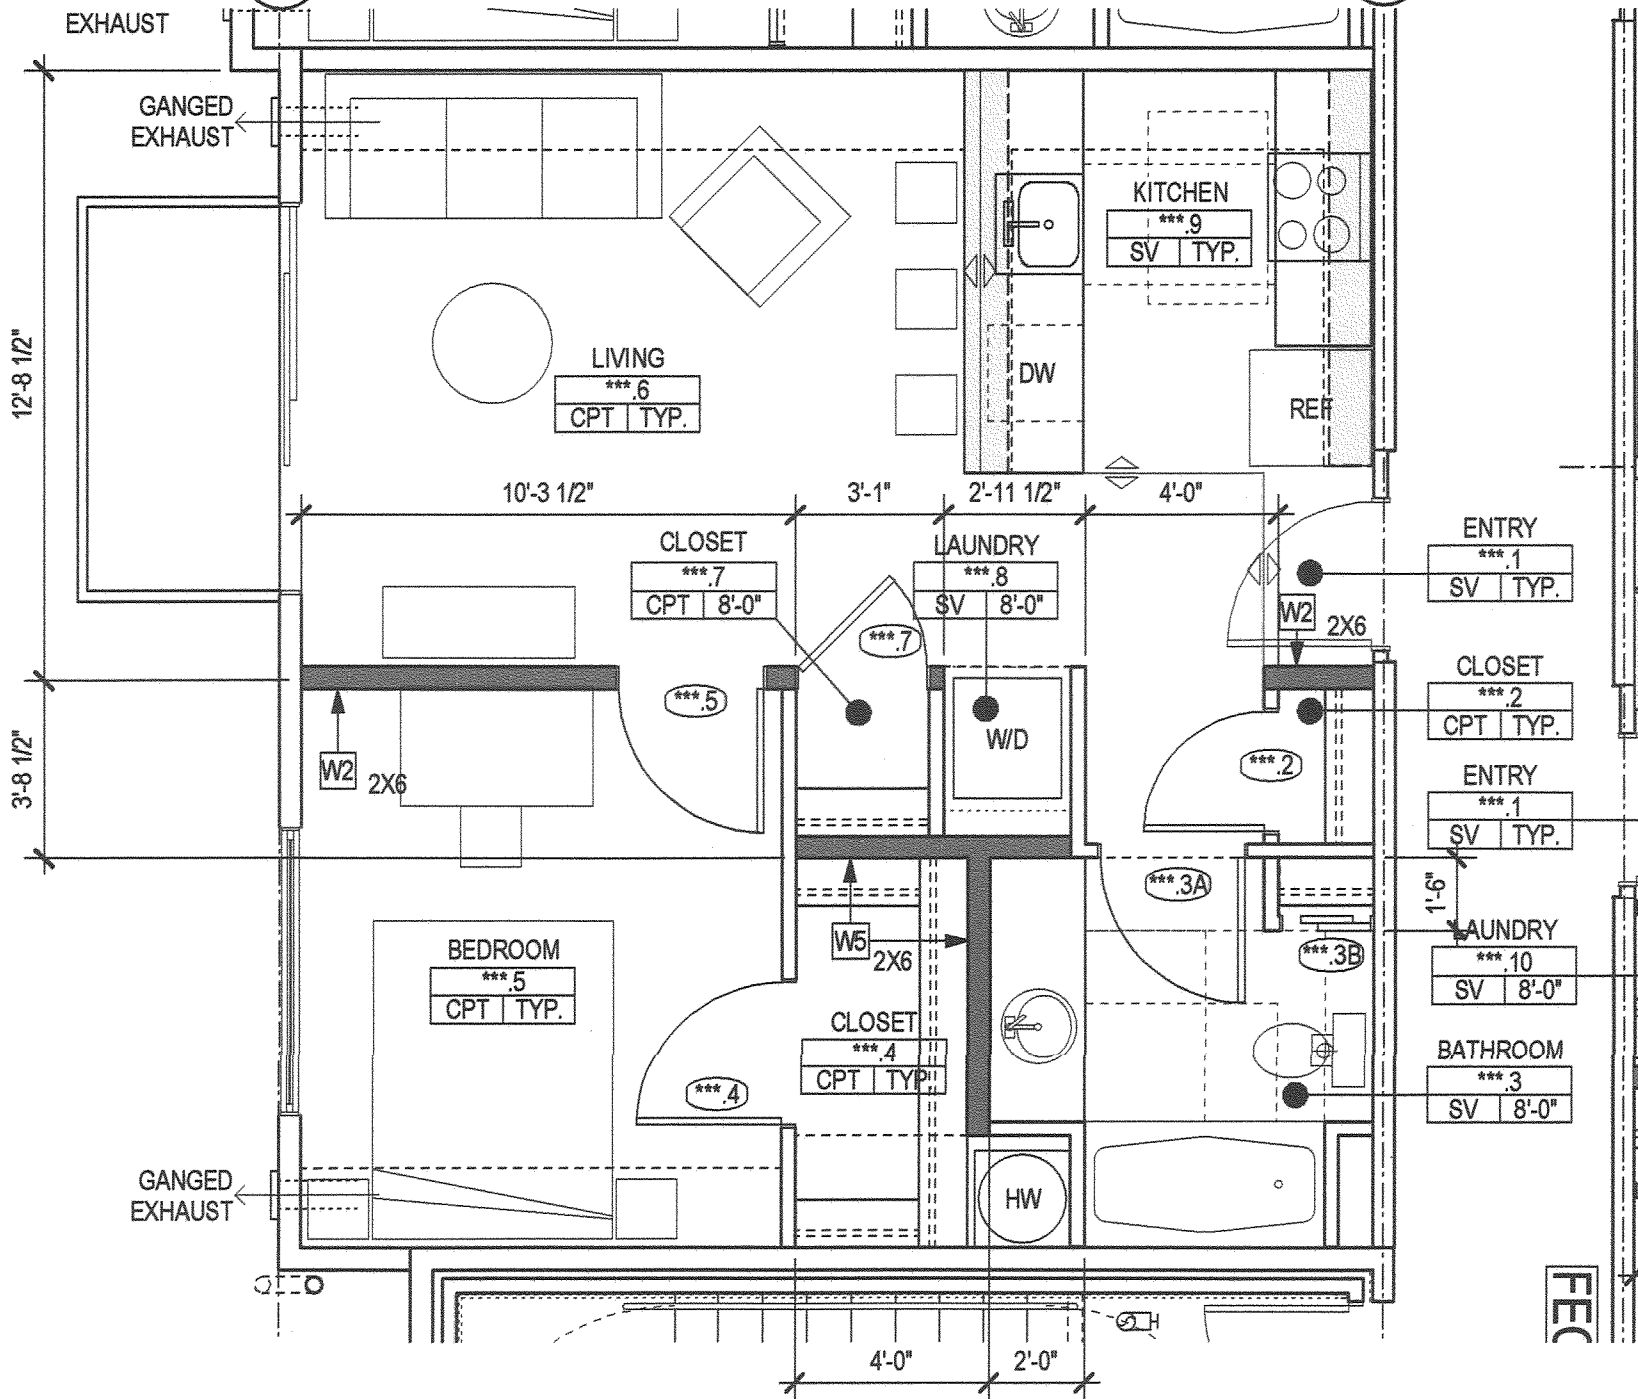 EXHAUST
GANGED
EXHAUST
KITCHEN
***.9
SV TYP.
12'-8 1/2"
LIVING
***.6
CPT TYP.
DW
REF
10'-3 1/2"
3'-1"
2'-11 1/2"
4'-0"
CLOSET
***.7
CPT 8'-0"
LAUNDRY
***.8
SV 8'-0"
ENTRY
***.1
SV TYP.
W2
2X6
***.7
***.5
CLOSET
***.2
CPT TYP.
W/D
***.2
3'-8 1/2"
W2
2X6
ENTRY
***.1
SV TYP.
***.3A
1'-6"
BEDROOM
***.5
CPT TYP.
W5
2X6
***.3B
LAUNDRY
***.10
SV 8'-0"
CLOSET
***.4
CPT TYP.
***.4
BATHROOM
***.3
SV 8'-0"
GANGED
EXHAUST
HW
FEC
4'-0"
2'-0"